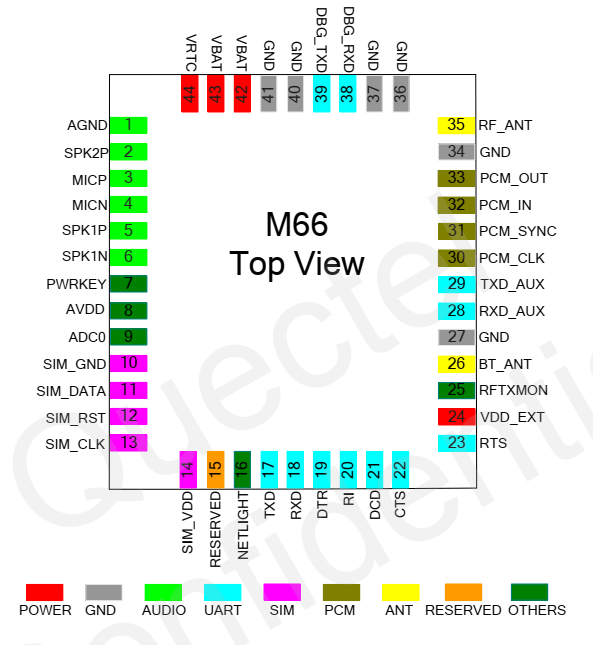 VRTC VBAT VBAT GND GND DBG_TXD DBG_RXD GND GND
44 43 42 41 40 39 38 37 36
AGND 1
SPK2P 2
MICP 3
MICN 4
SPK1P 5
SPK1N 6
PWRKEY 7
AVDD 8
ADC0 9
SIM_GND 10
SIM_DATA 11
SIM_RST 12
SIM_CLK 13
M66
Top View
35 RF_ANT
34 GND
33 PCM_OUT
32 PCM_IN
31 PCM_SYNC
30 PCM_CLK
29 TXD_AUX
28 RXD_AUX
27 GND
26 BT_ANT
25 RFTXMON
24 VDD_EXT
23 RTS
14 15 16 17 18 19 20 21 22
SIM_VDD RESERVED NETLIGHT TXD RXD DTR RI DCD CTS
POWER GND AUDIO UART SIM PCM ANT RESERVED OTHERS
Quectel
Confidential